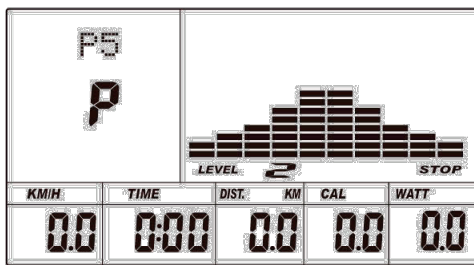 P5
P
LEVEL 2 STOP
KM/H TIME DIST. KM CAL WATT
0.0 0:00 0.0 0.0 0.0